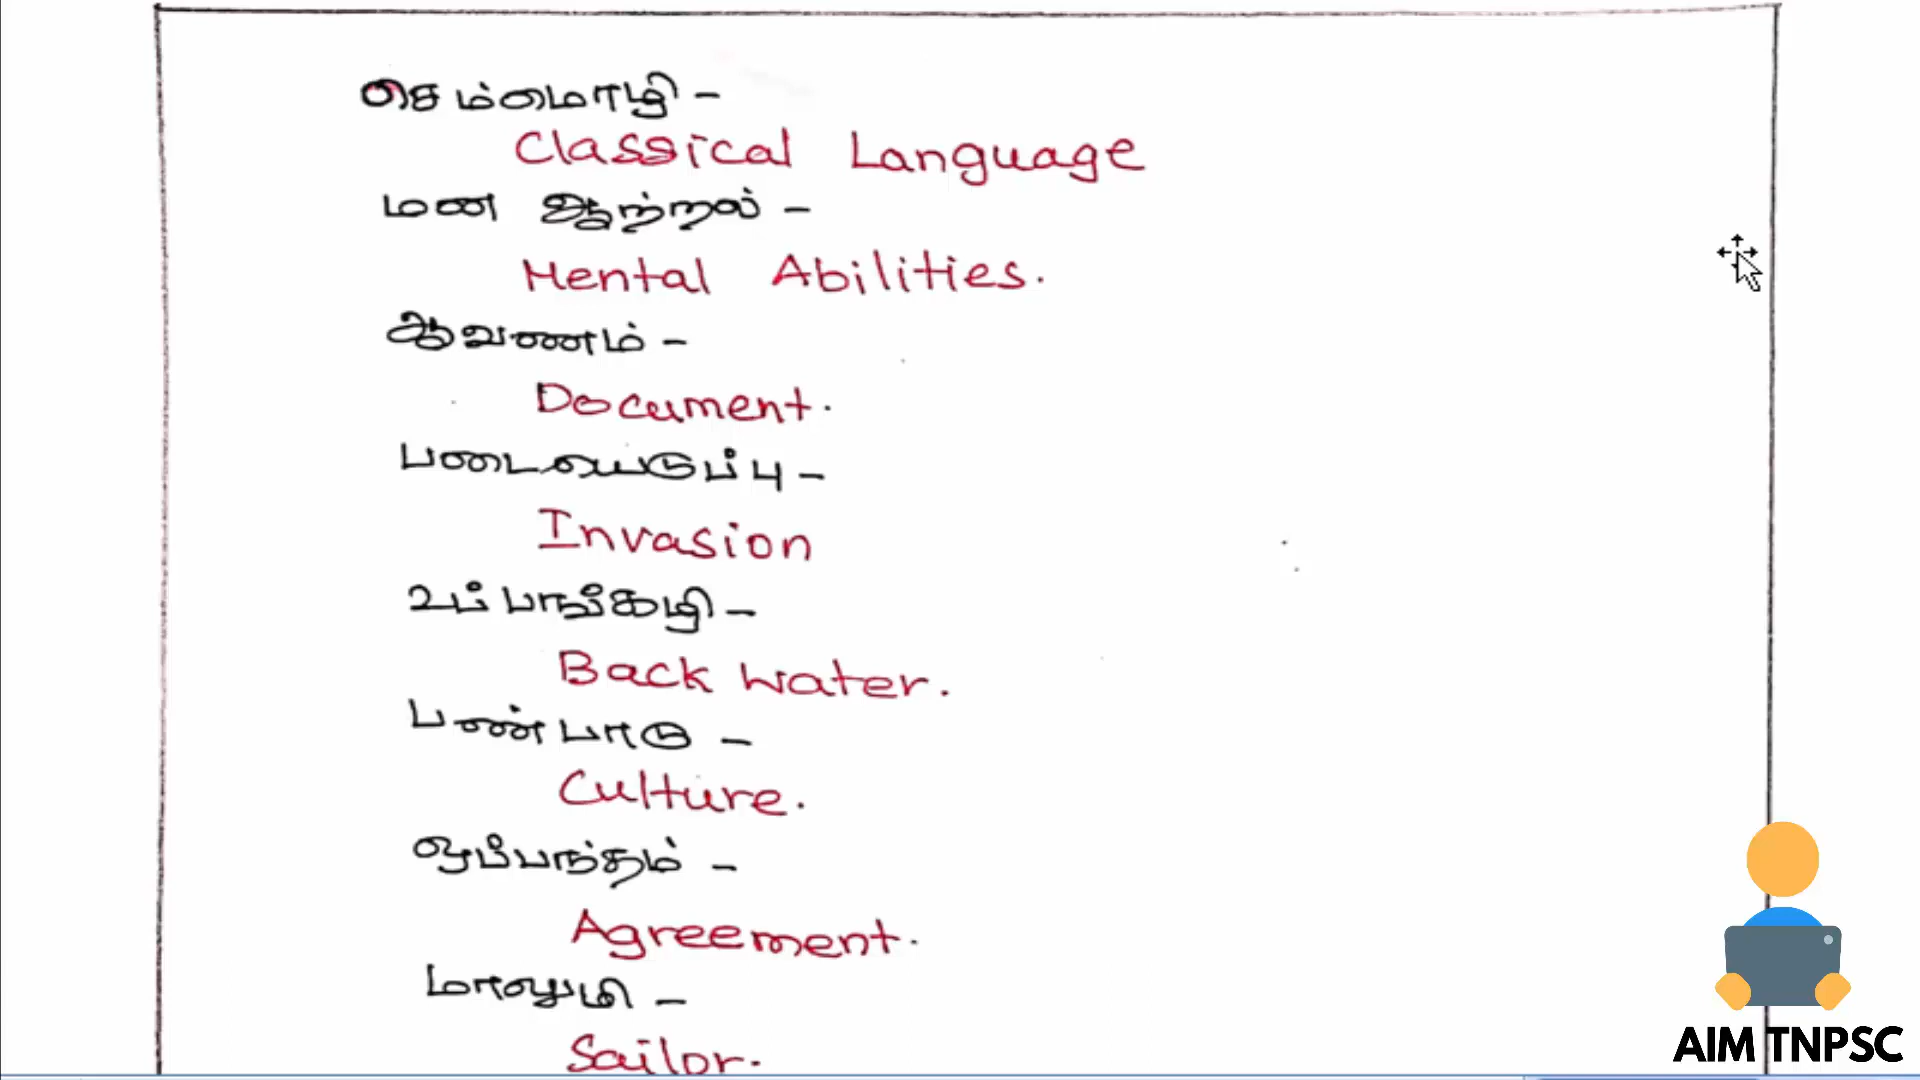 செம்மொழி -
Classical Language
மன ஆற்றல் -
Mental Abilities.
ஆவணம் -
Document.
படையெடுப்பு -
Invasion
உப்பங்கழி -
Back water.
பண்பாடு -
Culture.
ஒப்பந்தம் -
Agreement.
மாலுமி -
Sailor.
AIM TNPSC